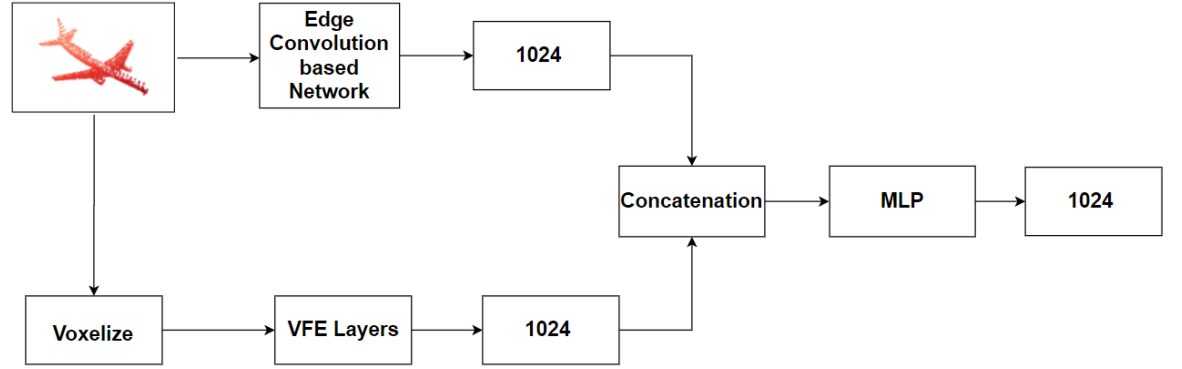 Edge
Convolution
based
Network
1024
Concatenation
MLP
1024
Voxelize
VFE Layers
1024